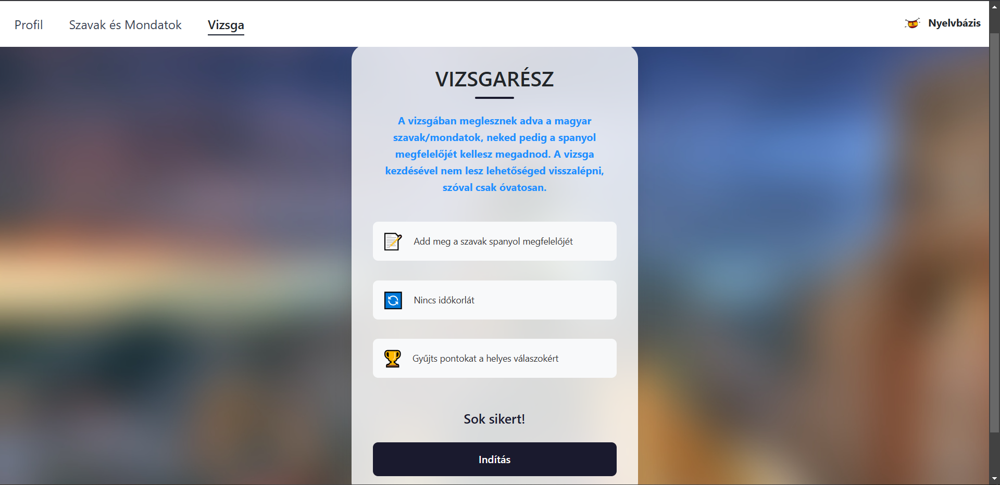 Profil
Szavak és Mondatok
Vizsga
Nyelvbázis
VIZSGARÉSZ
A vizsgában meglesznek adva a magyar
szavak/mondatok, neked pedig a spanyol
megfelelőjét kellesz megadnod. A vizsga
kezdésével nem lesz lehetőséged visszalépni,
szóval csak óvatosan.
Add meg a szavak spanyol megfelelőjét
Nincs időkorlát
Gyűjts pontokat a helyes válaszokért
Sok sikert!
Indítás